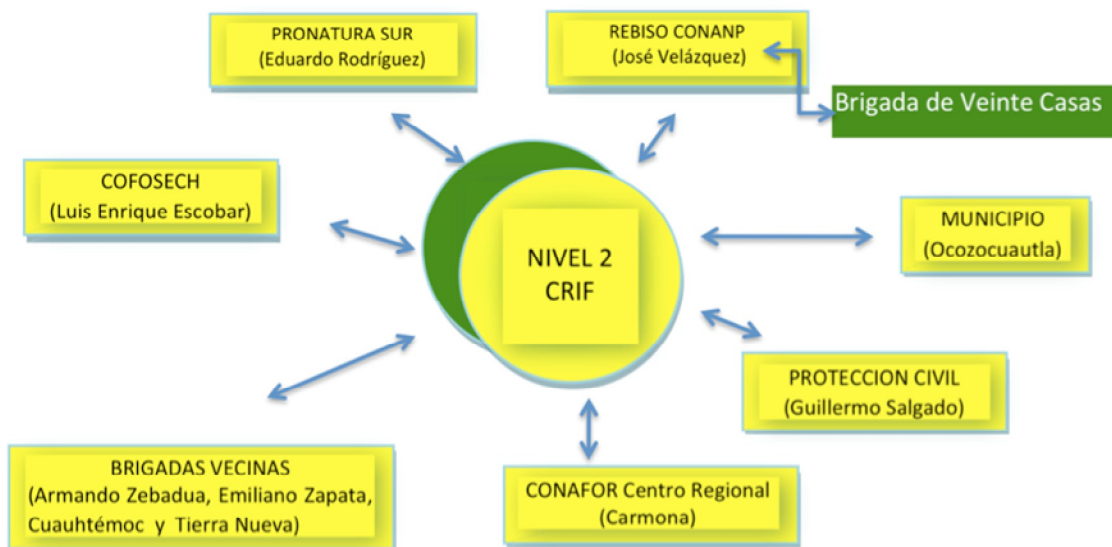 PRONATURA SUR
(Eduardo Rodríguez)
REBISO CONANP
(José Velázquez)
Brigada de Veinte Casas
COFOSECH
(Luis Enrique Escobar)
MUNICIPIO
(Ocozocuautla)
NIVEL 2
CRIF
PROTECCION CIVIL
(Guillermo Salgado)
BRIGADAS VECINAS
(Armando Zebadua, Emiliano Zapata,
Cuauhtémoc y Tierra Nueva)
CONAFOR Centro Regional
(Carmona)